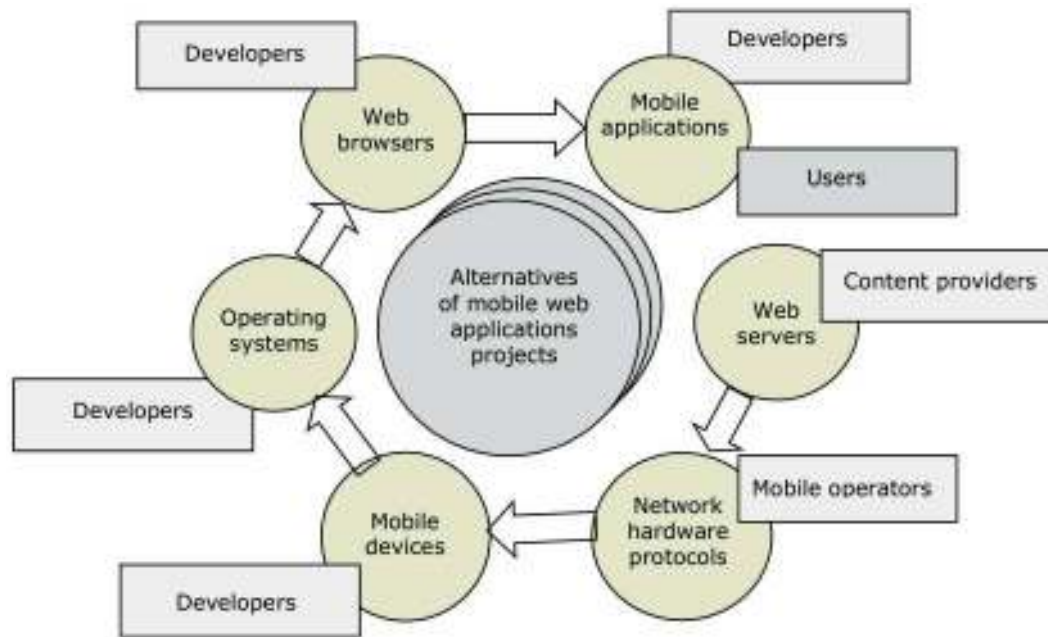 Developers
Developers
Web
browsers
Mobile
applications
Users
Alternatives
of mobile web
applications
projects
Content providers
Web
servers
Operating
systems
Developers
Mobile operators
Network
hardware
protocols
Mobile
devices
Developers